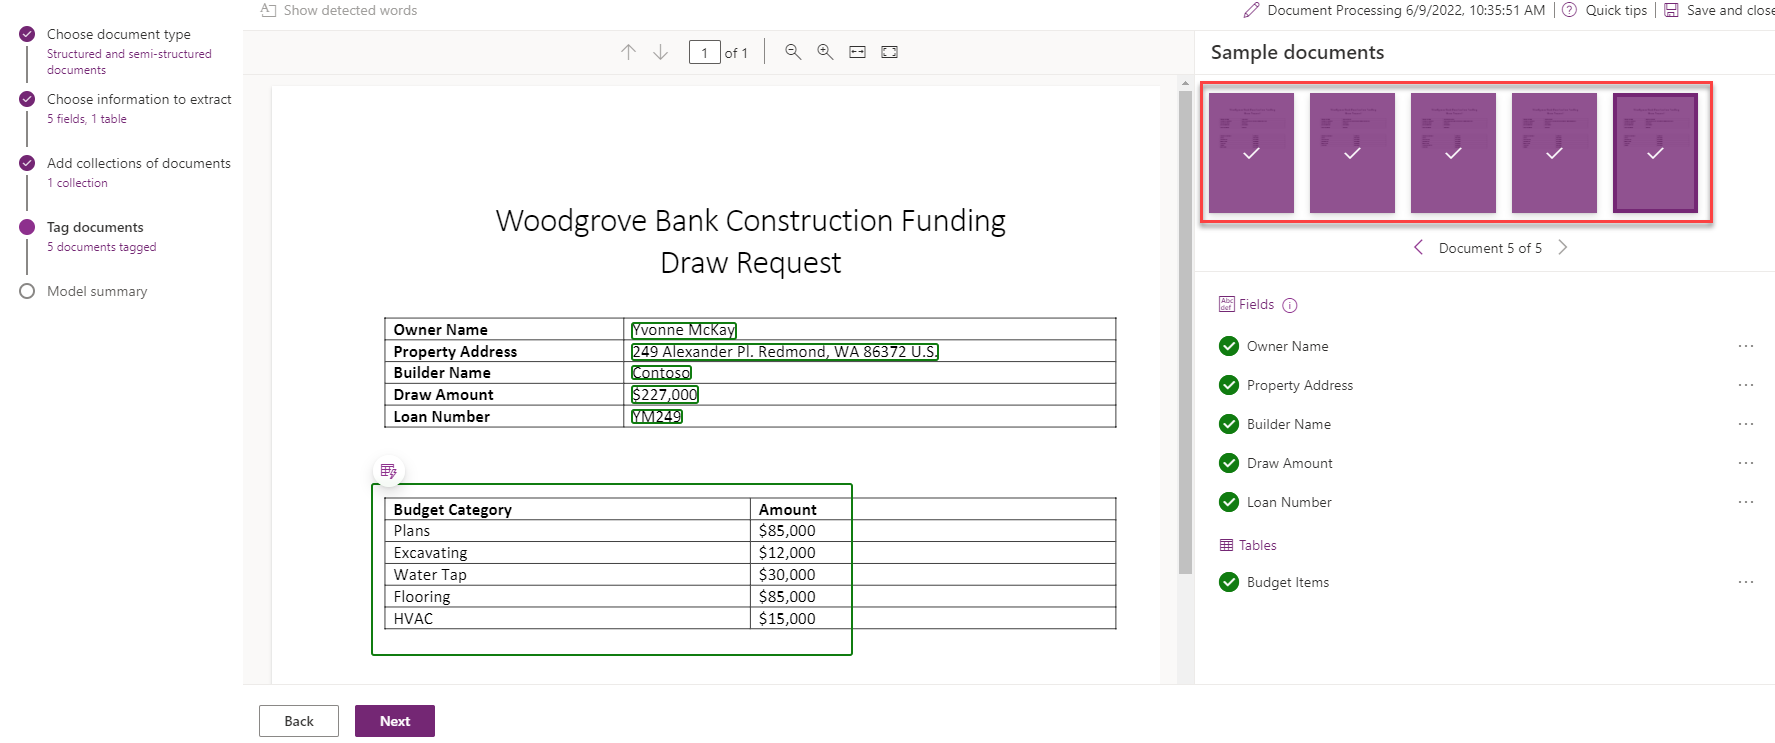 Show detected words
Document Processing 6/9/2022, 10:35:51 AM
Quick tips
Save and close
Choose document type
Structured and semi-structured
documents
Choose information to extract
5 fields, 1 table
Add collections of documents
1 collection
Tag documents
5 documents tagged
Model summary
1 of 1
Woodgrove Bank Construction Funding
Draw Request
Owner Name Yvonne McKay
Property Address 249 Alexander Pl. Redmond, WA 86372 U.S.
Builder Name Contoso
Draw Amount $227,000
Loan Number YM249
Budget Category Amount
Plans $85,000
Excavating $12,000
Water Tap $30,000
Flooring $85,000
HVAC $15,000
Back
Next
Sample documents
Document 5 of 5
Abc
def
Fields
Owner Name
Property Address
Builder Name
Draw Amount
Loan Number
Tables
Budget Items